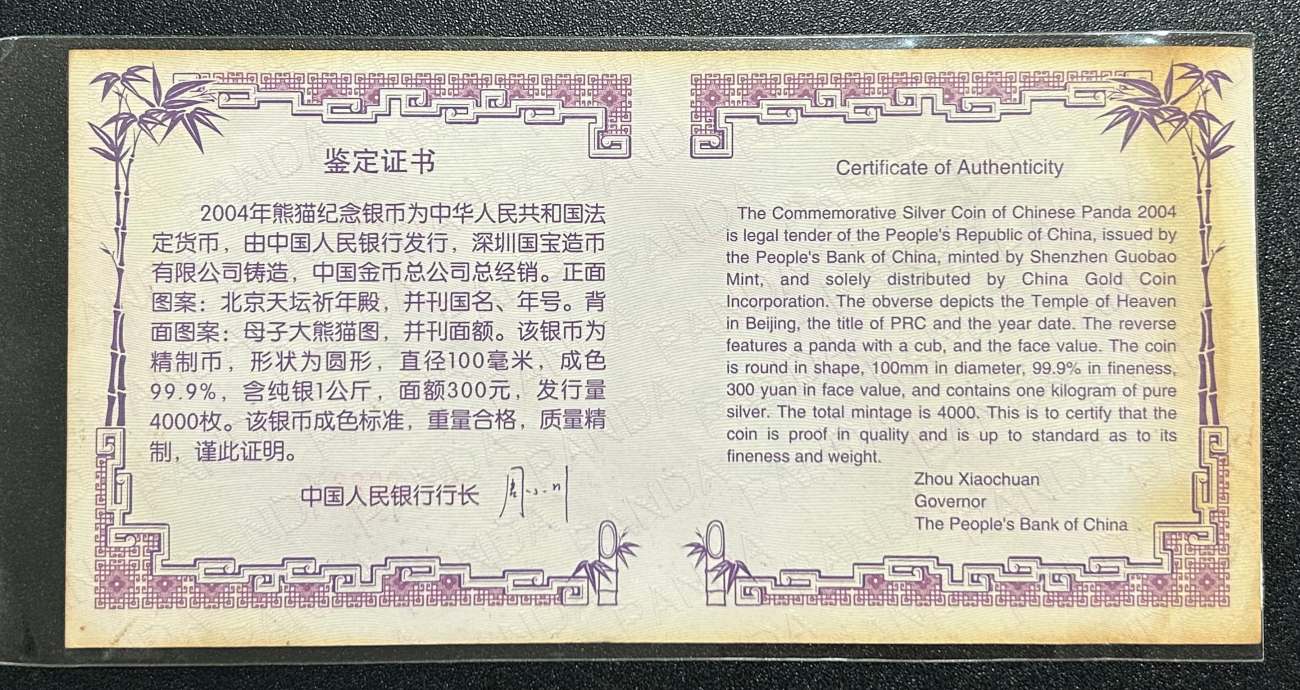 鉴定证书
2004年熊猫纪念银币为中华人民共和国法
定货币，由中国人民银行发行，深圳国宝造币
有限公司铸造，中国金币总公司总经销。正面
图案：北京天坛祈年殿，并刊国名、年号。背
面图案：母子大熊猫图，并刊面额。该银币为
精制币，形状为圆形，直径100毫米，成色
99.9%，含纯银1公斤，面额300元，发行量
4000枚。该银币成色标准，重量合格，质量精
制，谨此证明。
中国人民银行行长 周小川
Certificate of Authenticity
The Commemorative Silver Coin of Chinese Panda 2004
is legal tender of the People's Republic of China, issued by
the People's Bank of China, minted by Shenzhen Guobao
Mint, and solely distributed by China Gold Coin
Incorporation. The obverse depicts the Temple of Heaven
in Beijing, the title of PRC and the year date. The reverse
features a panda with a cub, and the face value. The coin
is round in shape, 100mm in diameter, 99.9% in fineness,
300 yuan in face value, and contains one kilogram of pure
silver. The total mintage is 4000. This is to certify that the
coin is proof in quality and is up to standard as to its
fineness and weight.
Zhou Xiaochuan
Governor
The People's Bank of China